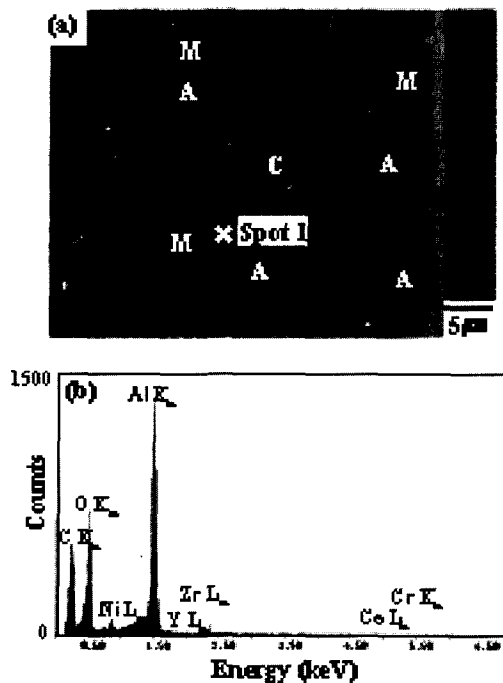 (a)
M
M
A
C
A
M
Spot 1
A
A
5μm
(b)
1500
Al Kα
O Kα
C Kα
Ni Lα
Zr Lα
Y Lα
Cr Kα
Ce Lα
0
Counts
Energy (keV)